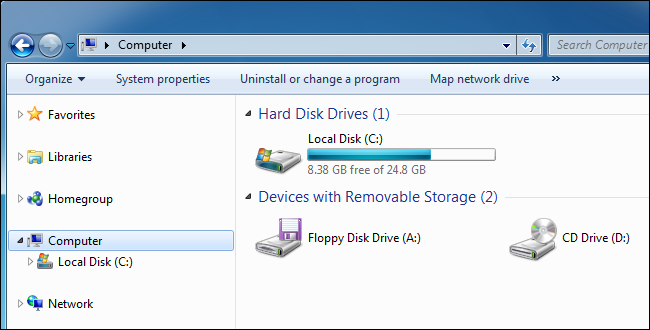 Computer
Search Computer
Organize
System properties
Uninstall or change a program
Map network drive
»
Favorites
Libraries
Homegroup
Computer
Local Disk (C:)
Network
Hard Disk Drives (1)
Local Disk (C:)
8.38 GB free of 24.8 GB
Devices with Removable Storage (2)
Floppy Disk Drive (A:)
CD Drive (D:)